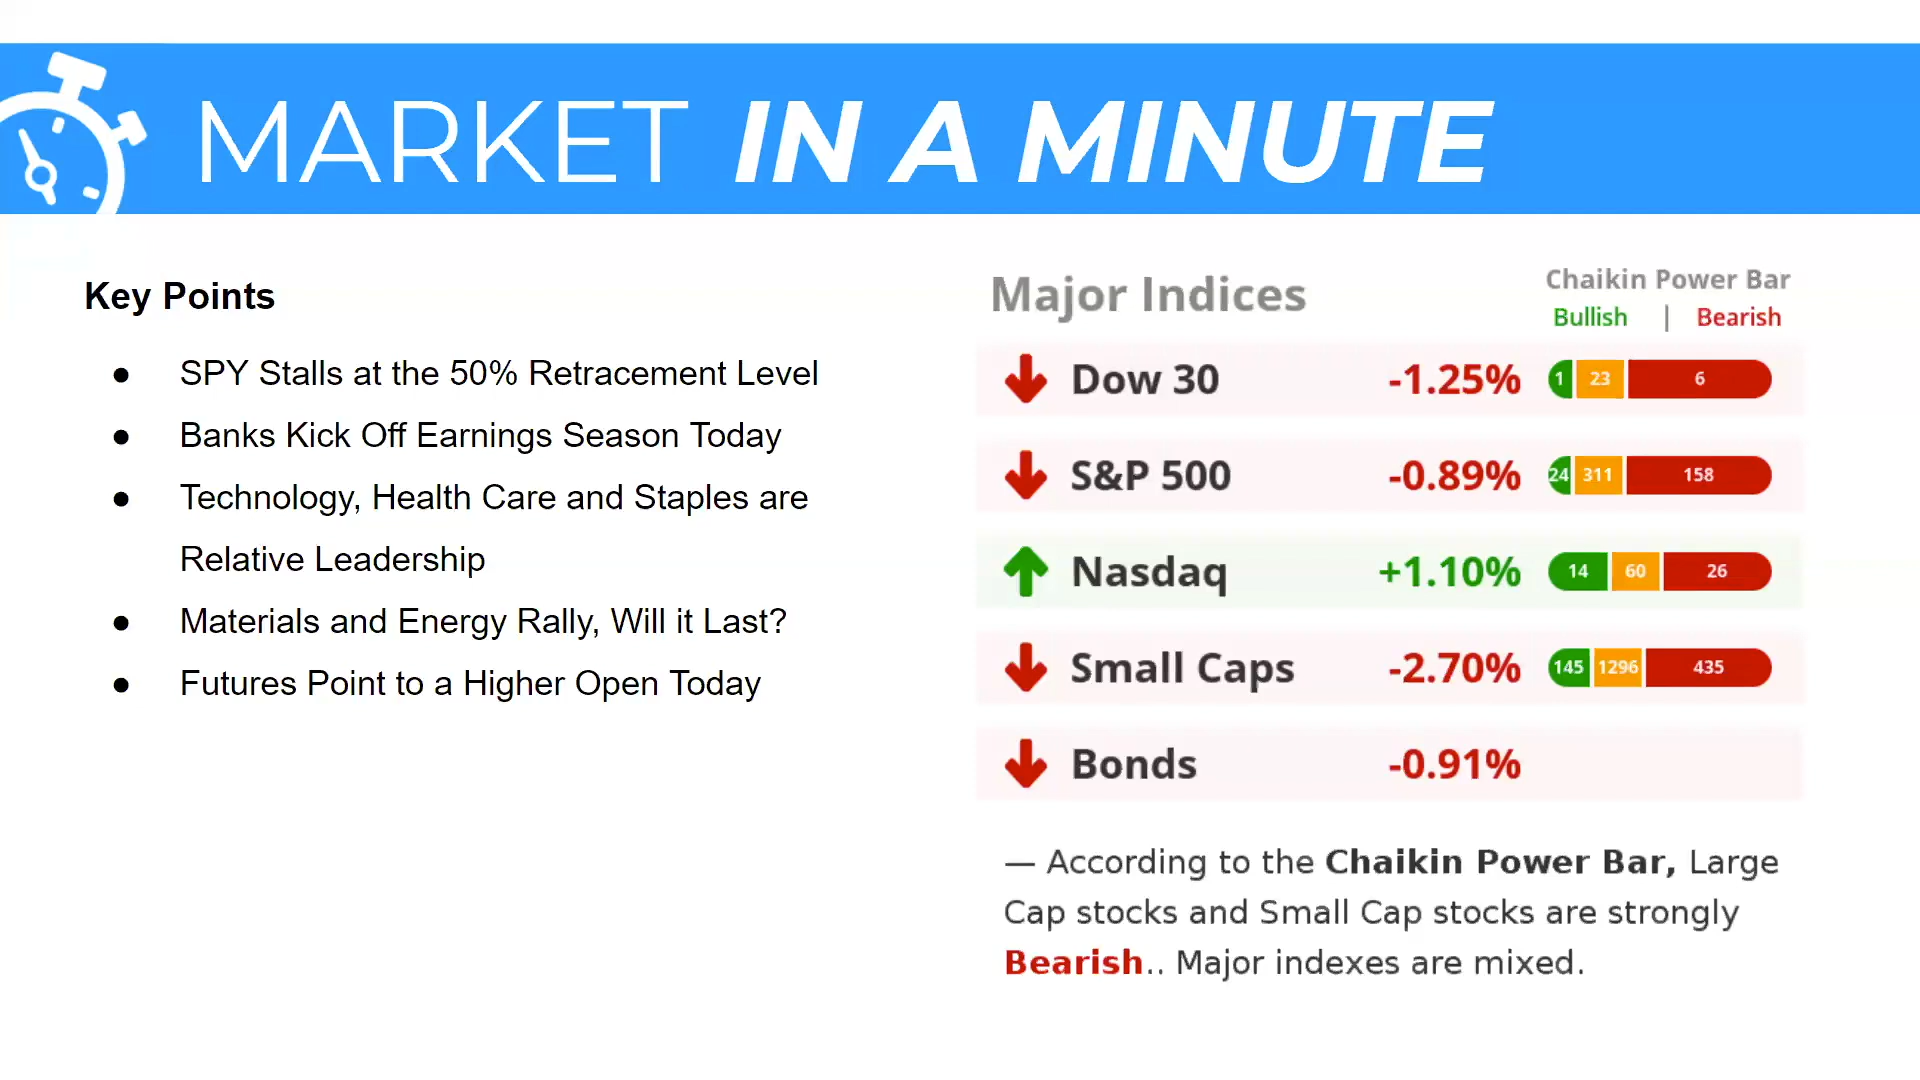 MARKET IN A MINUTE
Key Points
● SPY Stalls at the 50% Retracement Level
● Banks Kick Off Earnings Season Today
● Technology, Health Care and Staples are
Relative Leadership
● Materials and Energy Rally, Will it Last?
● Futures Point to a Higher Open Today
Major Indices
Chaikin Power Bar
Bullish | Bearish
Dow 30 -1.25% 1 23 6
S&P 500 -0.89% 24 311 158
Nasdaq +1.10% 14 60 26
Small Caps -2.70% 145 1296 435
Bonds -0.91%
— According to the Chaikin Power Bar, Large
Cap stocks and Small Cap stocks are strongly
Bearish.. Major indexes are mixed.